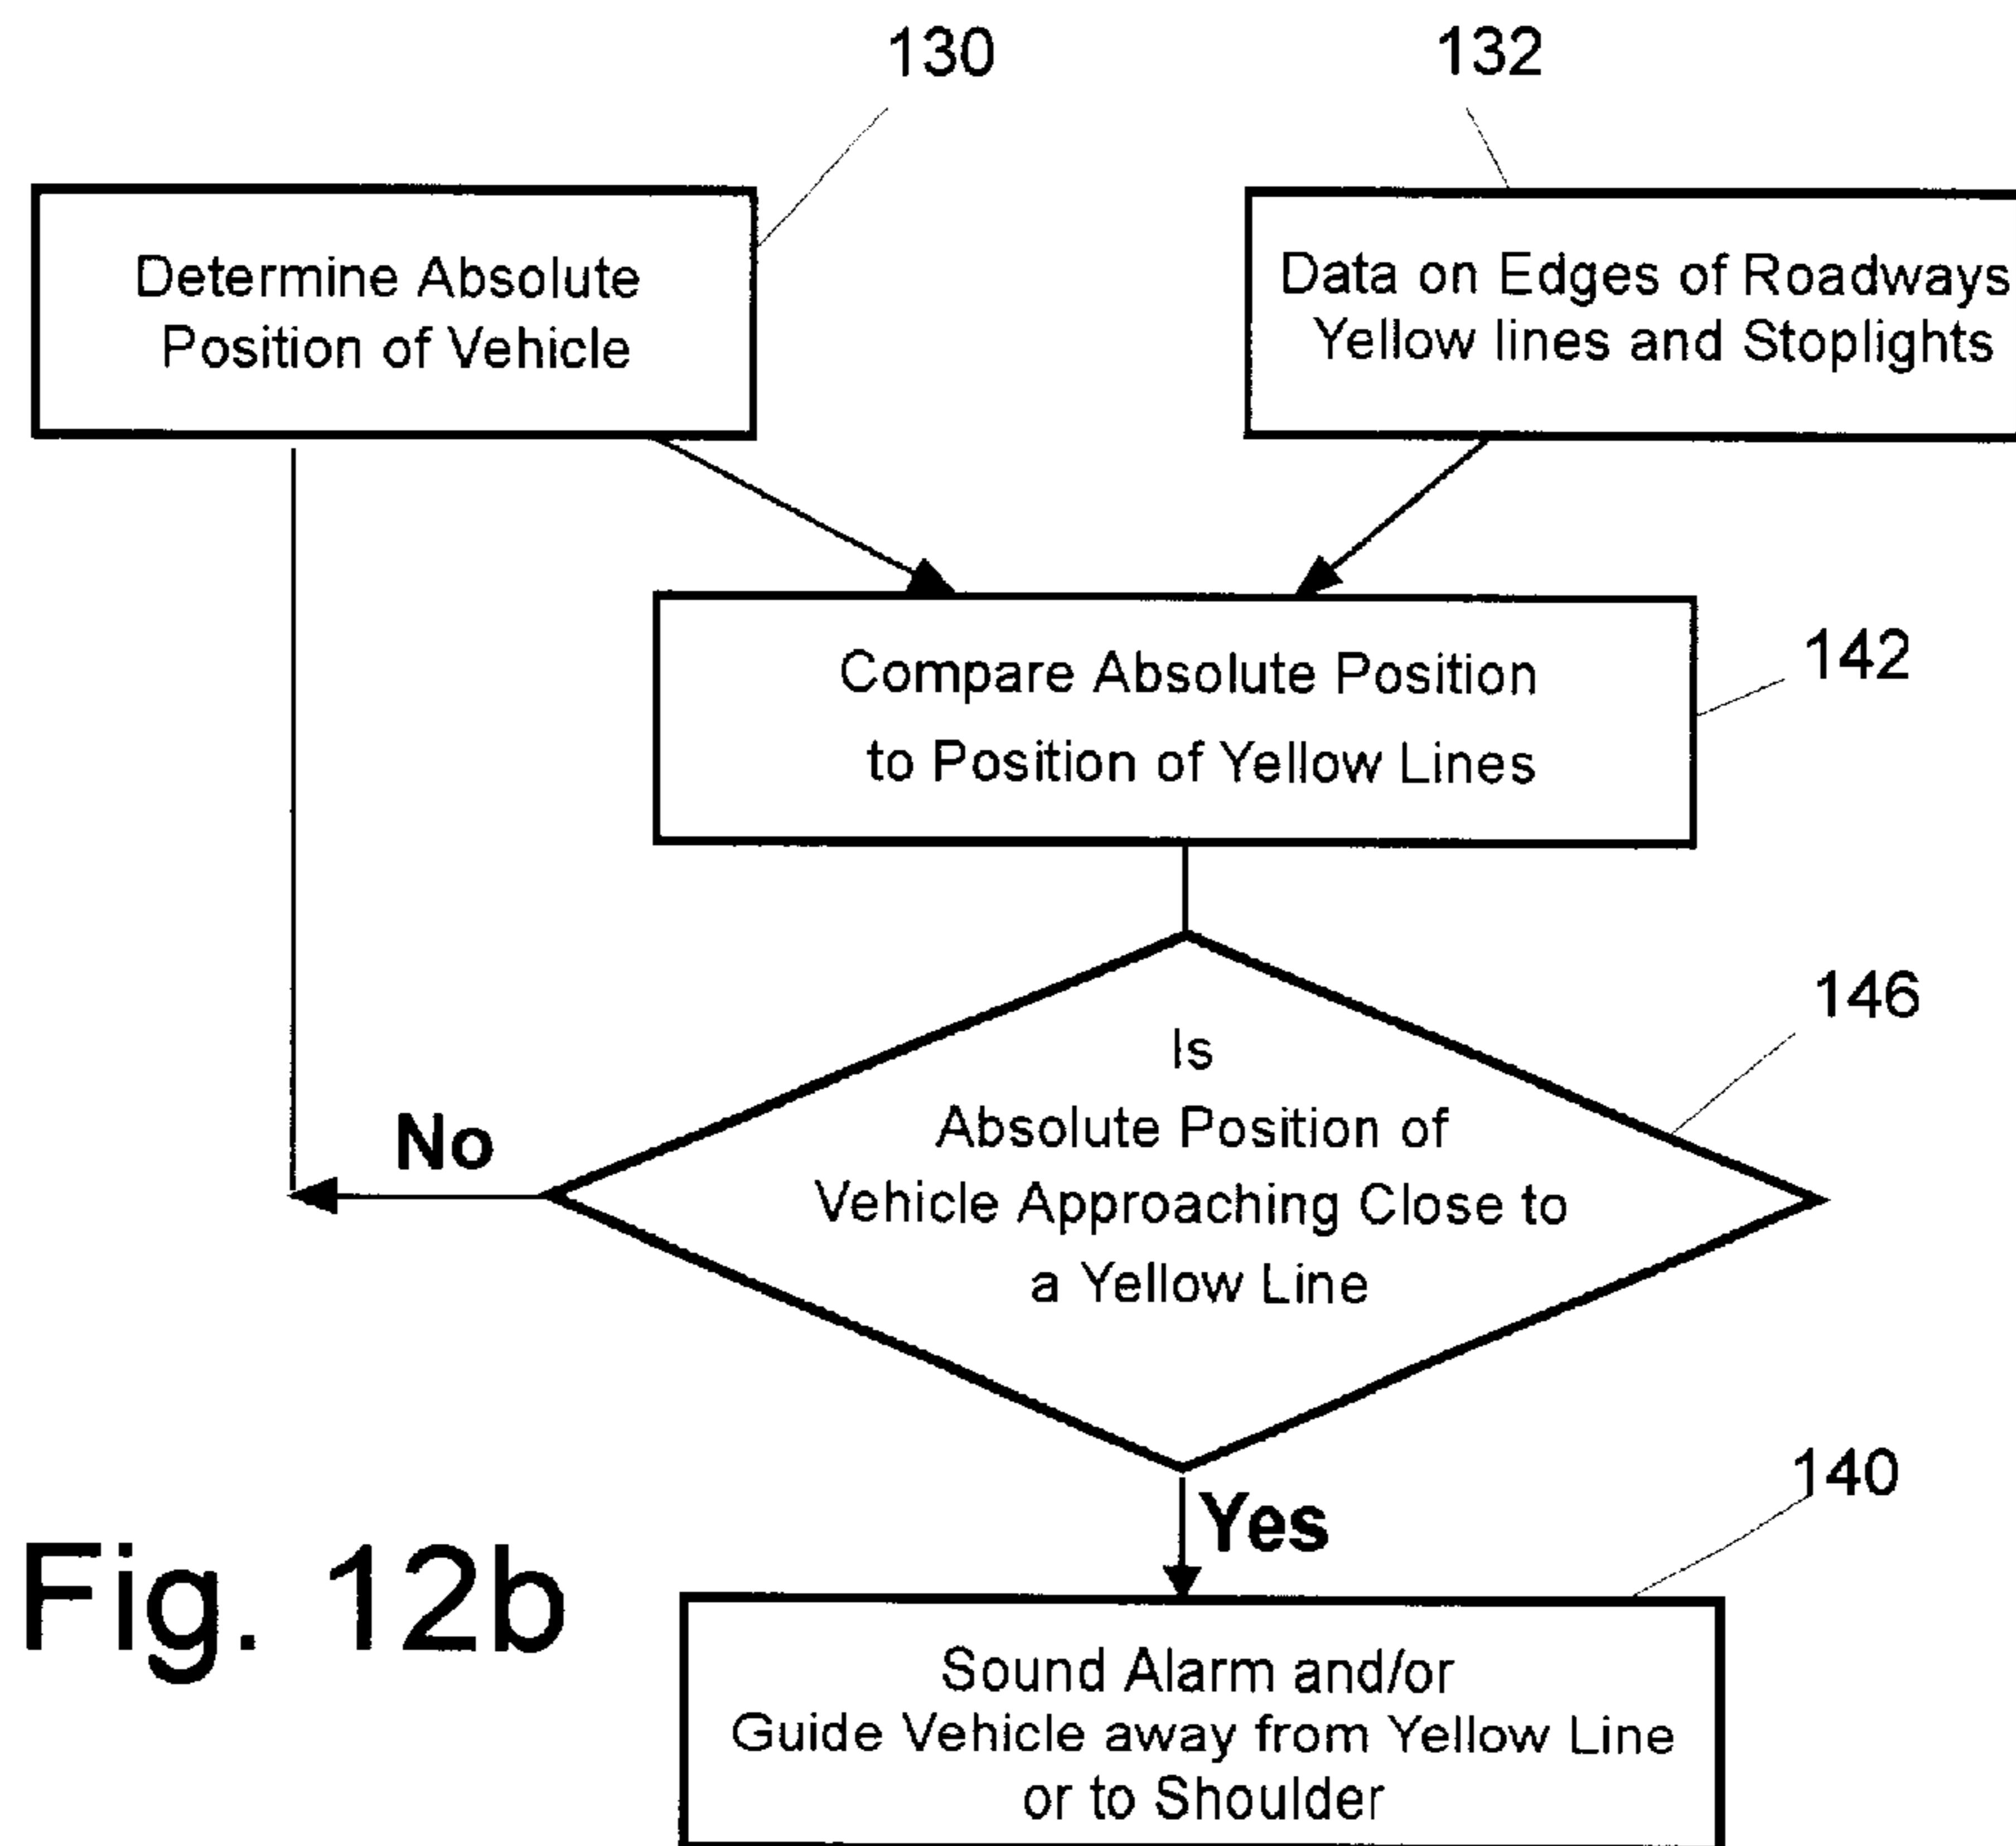 130
132
Determine Absolute
Position of Vehicle
Data on Edges of Roadways
Yellow lines and Stoplights
Compare Absolute Position
to Position of Yellow Lines
142
146
Is
Absolute Position of
Vehicle Approaching Close to
a Yellow Line
No
Yes
140
Fig. 12b
Sound Alarm and/or
Guide Vehicle away from Yellow Line
or to Shoulder